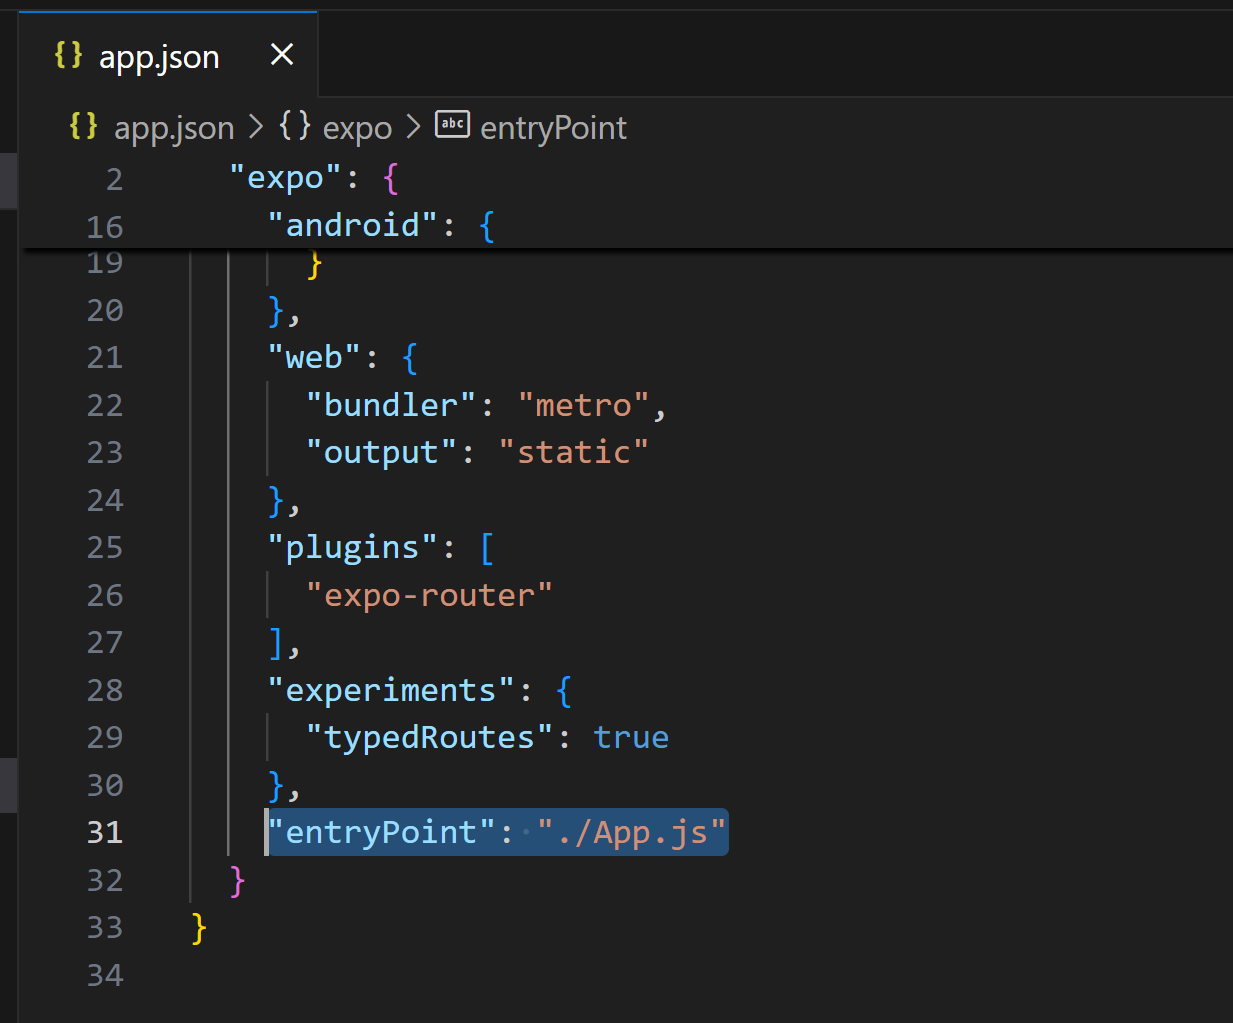 {} app.json ×
{} app.json > {} expo > abc entryPoint
2 "expo": {
16 "android": {
19 }
20 },
21 "web": {
22 "bundler": "metro",
23 "output": "static"
24 },
25 "plugins": [
26 "expo-router"
27 ],
28 "experiments": {
29 "typedRoutes": true
30 },
31 "entryPoint": "./App.js"
32 }
33 }
34